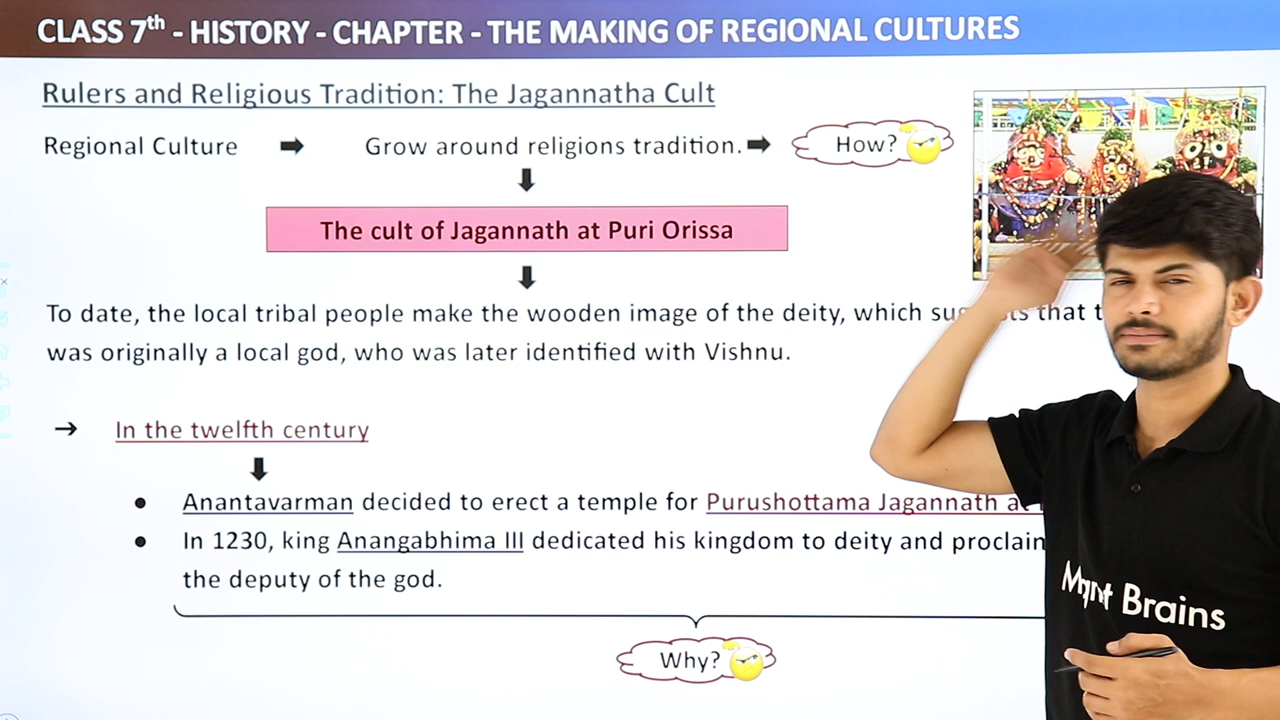 CLASS 7th - HISTORY - CHAPTER - THE MAKING OF REGIONAL CULTURES
Rulers and Religious Tradition: The Jagannatha Cult
Regional Culture ➡ Grow around religions tradition. ➡ How?
The cult of Jagannath at Puri Orissa
To date, the local tribal people make the wooden image of the deity, which that
was originally a local god, who was later identified with Vishnu.
→ In the twelfth century
● Anantavarman decided to erect a temple for Purushottama Jagannath
● In 1230, king Anangabhima III dedicated his kingdom to deity and
the deputy of the god.
Why?
Brains